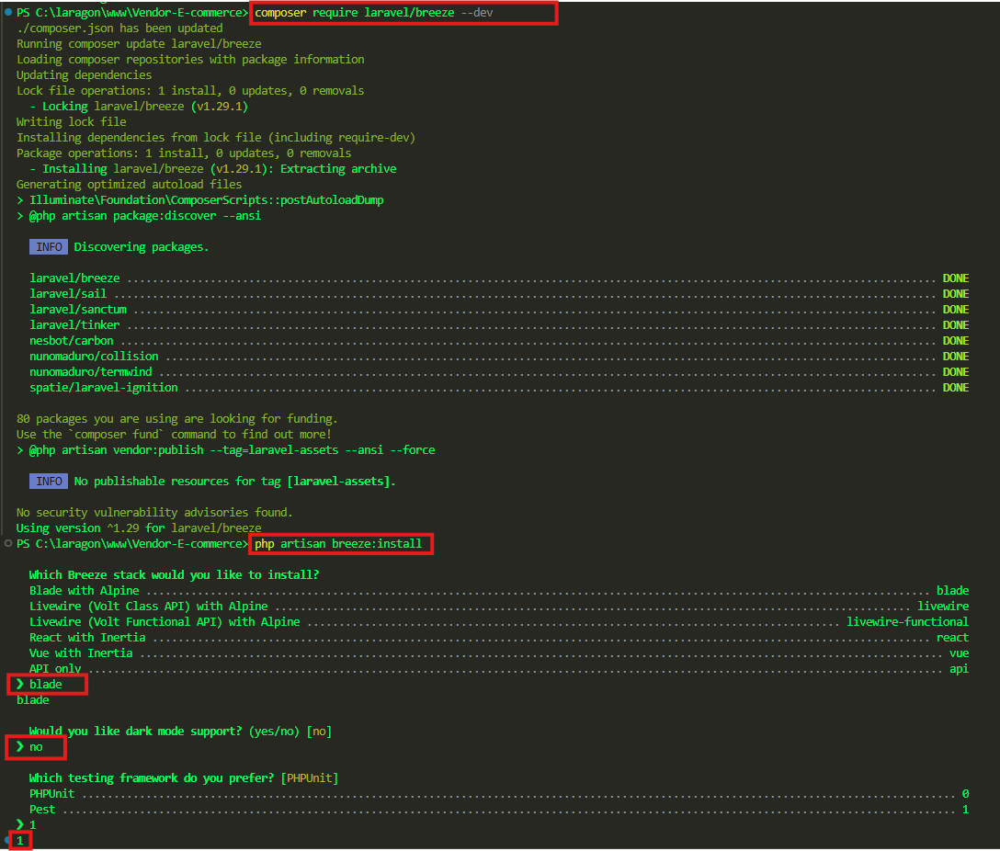 PS C:\laragon\www\Vendor-E-commerce> composer require laravel/breeze --dev
./composer.json has been updated
Running composer update laravel/breeze
Loading composer repositories with package information
Updating dependencies
Lock file operations: 1 install, 0 updates, 0 removals
- Locking laravel/breeze (v1.29.1)
Writing lock file
Installing dependencies from lock file (including require-dev)
Package operations: 1 install, 0 updates, 0 removals
- Installing laravel/breeze (v1.29.1): Extracting archive
Generating optimized autoload files
> Illuminate\Foundation\ComposerScripts::postAutoloadDump
> @php artisan package:discover --ansi
INFO Discovering packages.
laravel/breeze ........ DONE
laravel/sail ........ DONE
laravel/sanctum ........ DONE
laravel/tinker ........ DONE
nesbot/carbon ........ DONE
nunomaduro/collision ........ DONE
nunomaduro/termwind ........ DONE
spatie/laravel-ignition ........ DONE
80 packages you are using are looking for funding.
Use the `composer fund` command to find out more!
> @php artisan vendor:publish --tag=laravel-assets --ansi --force
INFO No publishable resources for tag [laravel-assets].
No security vulnerability advisories found.
Using version ^1.29 for laravel/breeze
PS C:\laragon\www\Vendor-E-commerce> php artisan breeze:install
Which Breeze stack would you like to install?
Blade with Alpine ........ blade
Livewire (Volt Class API) with Alpine ........ livewire
Livewire (Volt Functional API) with Alpine ........ livewire-functional
React with Inertia ........ react
Vue with Inertia ........ vue
API only ........ api
❯ blade
blade
Would you like dark mode support? (yes/no) [no]
❯ no
Which testing framework do you prefer? [PHPUnit]
PHPUnit ........ 0
Pest ........ 1
❯ 1
1